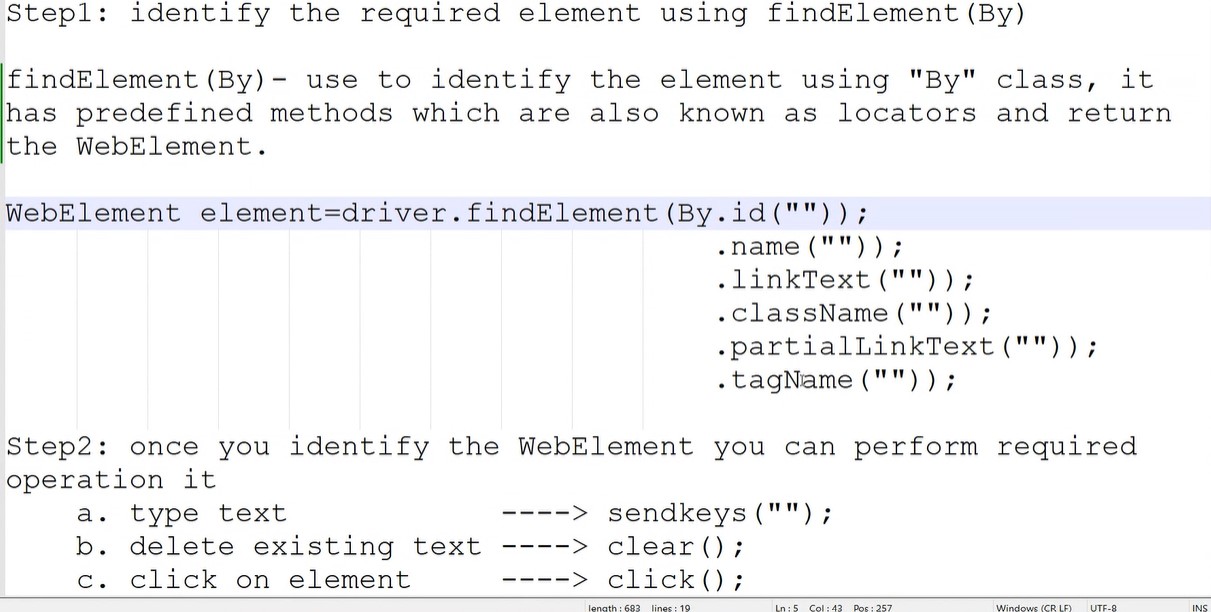 Step1: identify the required element using findElement(By)
findElement(By)- use to identify the element using "By" class, it
has predefined methods which are also known as locators and return
the WebElement.
WebElement element=driver.findElement(By.id(""));
.name(""));
.linkText(""));
.className(""));
.partialLinkText(""));
.tagName(""));
Step2: once you identify the WebElement you can perform required
operation it
a. type text ----> sendkeys("");
b. delete existing text ----> clear();
c. click on element ----> click();
length : 683 lines : 19 Ln : 5 Col : 43 Pos : 257 Windows (CR LF) UTF-8 INS